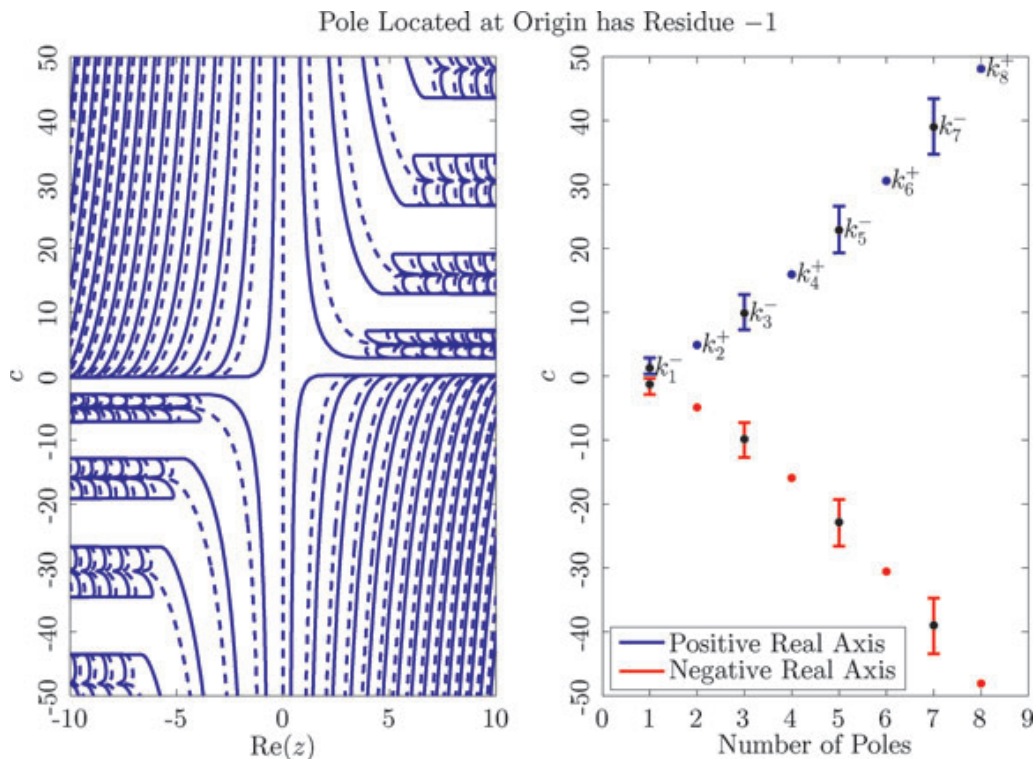 Pole Located at Origin has Residue −1
50
40
30
20
10
0
-10
-20
-30
-40
-50
c
-10
-5
0
5
10
Re(z)
50
40
30
20
10
0
-10
-20
-30
-40
-50
c
k₈⁺
k₇⁻
k₆⁺
k₅⁻
k₄⁺
k₃⁻
k₂⁺
k₁⁻
Positive Real Axis
Negative Real Axis
0 1 2 3 4 5 6 7 8 9
Number of Poles